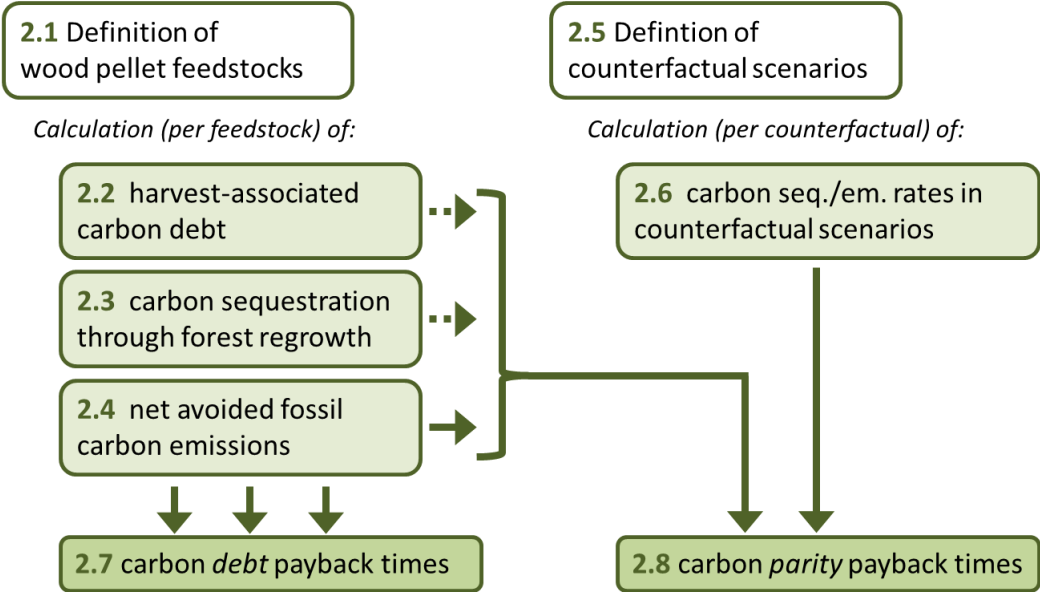 2.1 Definition of
wood pellet feedstocks
Calculation (per feedstock) of:
2.2 harvest-associated
carbon debt
2.3 carbon sequestration
through forest regrowth
2.4 net avoided fossil
carbon emissions
2.7 carbon debt payback times
2.5 Defintion of
counterfactual scenarios
Calculation (per counterfactual) of:
2.6 carbon seq./em. rates in
counterfactual scenarios
2.8 carbon parity payback times